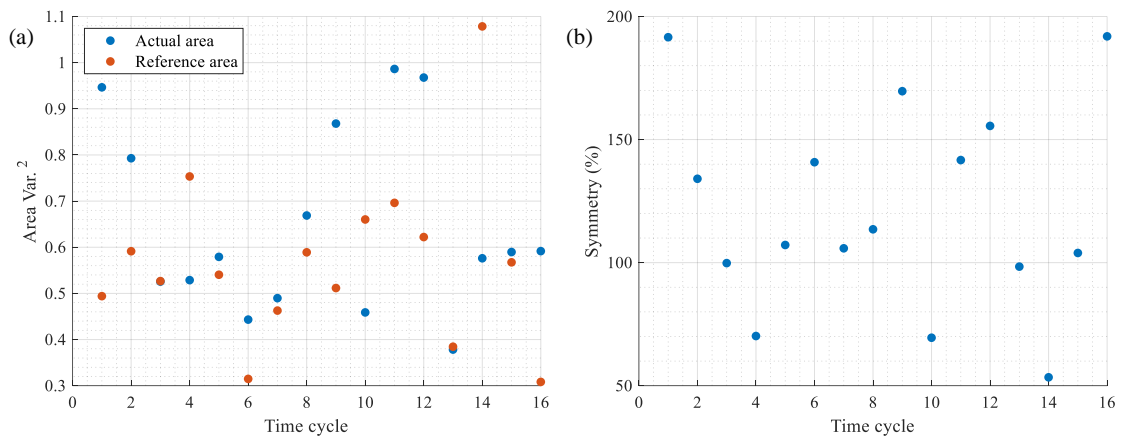 (a)
Actual area
Reference area
1.1
1
0.9
0.8
0.7
0.6
0.5
0.4
0.3
Area Var. 2
0 2 4 6 8 10 12 14 16
Time cycle
(b)
200
150
100
50
Symmetry (%)
0 2 4 6 8 10 12 14 16
Time cycle